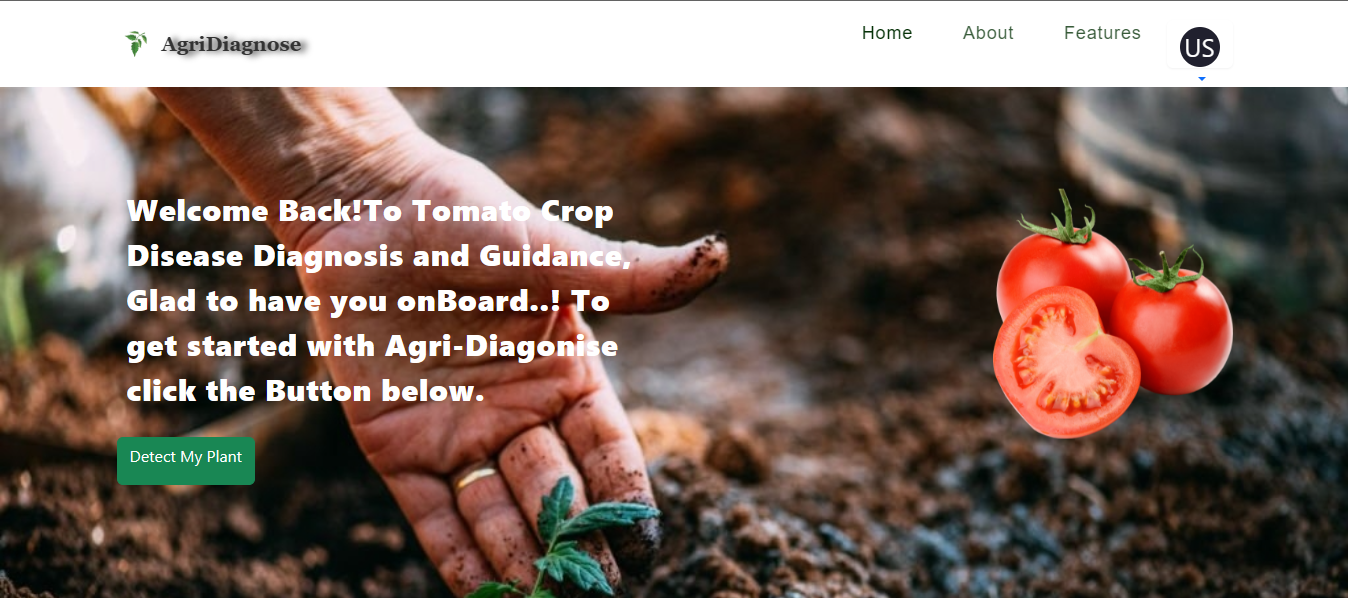 AgriDiagnose
Home About Features US
Welcome Back!To Tomato Crop
Disease Diagnosis and Guidance,
Glad to have you onBoard..! To
get started with Agri-Diagonise
click the Button below.
Detect My Plant